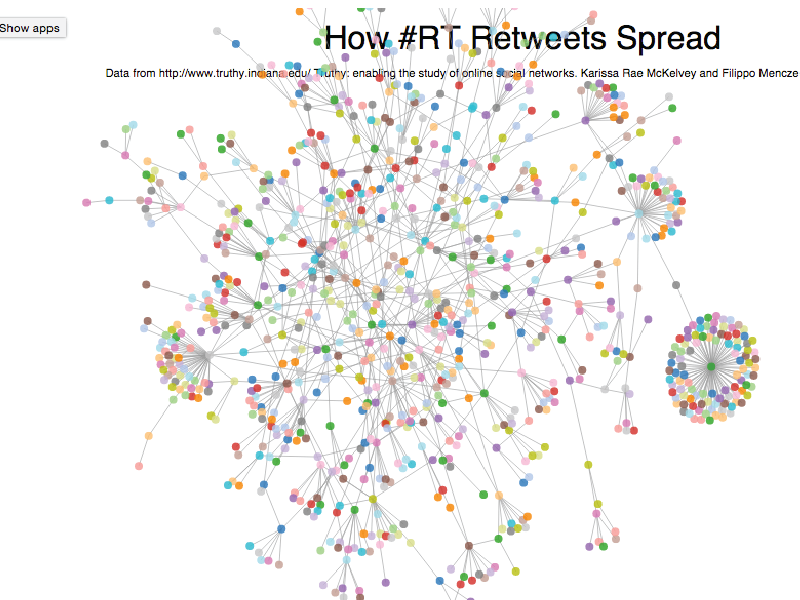 How #RT Retweets Spread
Show apps
Data from http://www.truthy.indiana.edu/ Truthy: enabling the study of online social networks. Karissa Rae McKelvey and Filippo Mencze